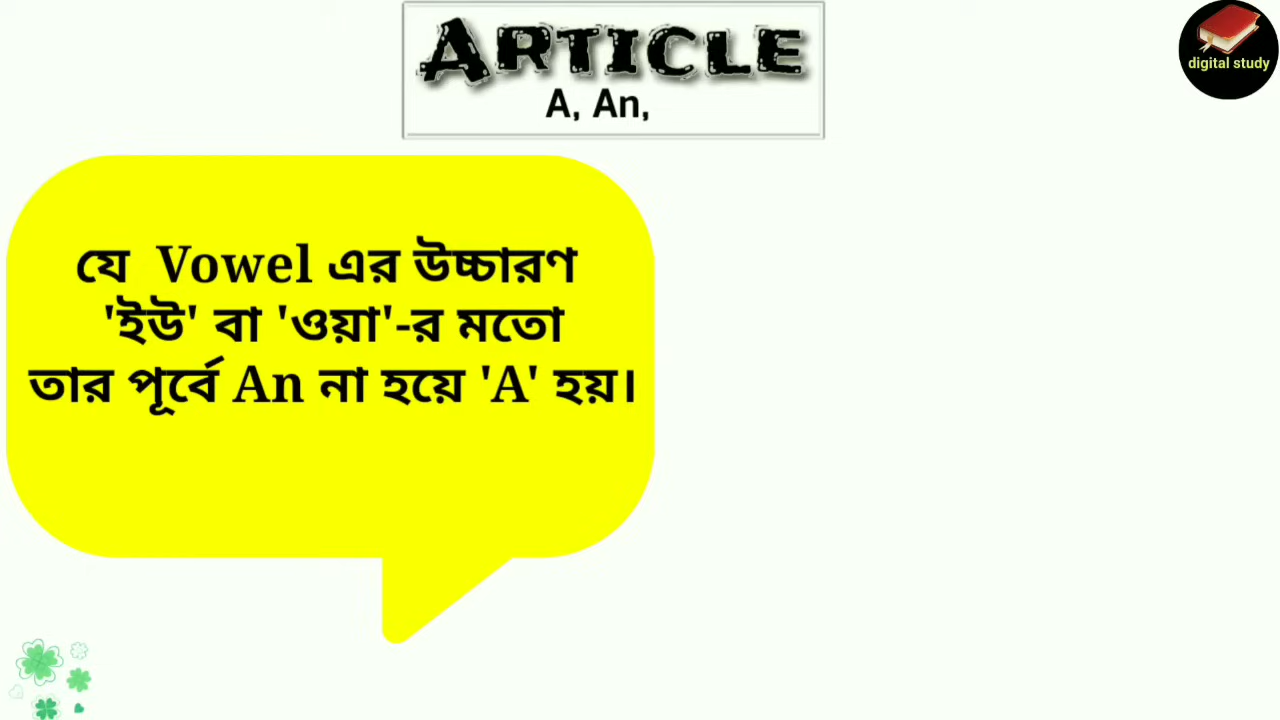 ARTICLE
A, An,
digital study
যে Vowel এর উচ্চারণ
'ইউ' বা 'ওয়া'-র মতো
তার পূর্বে An না হয়ে 'A' হয়।